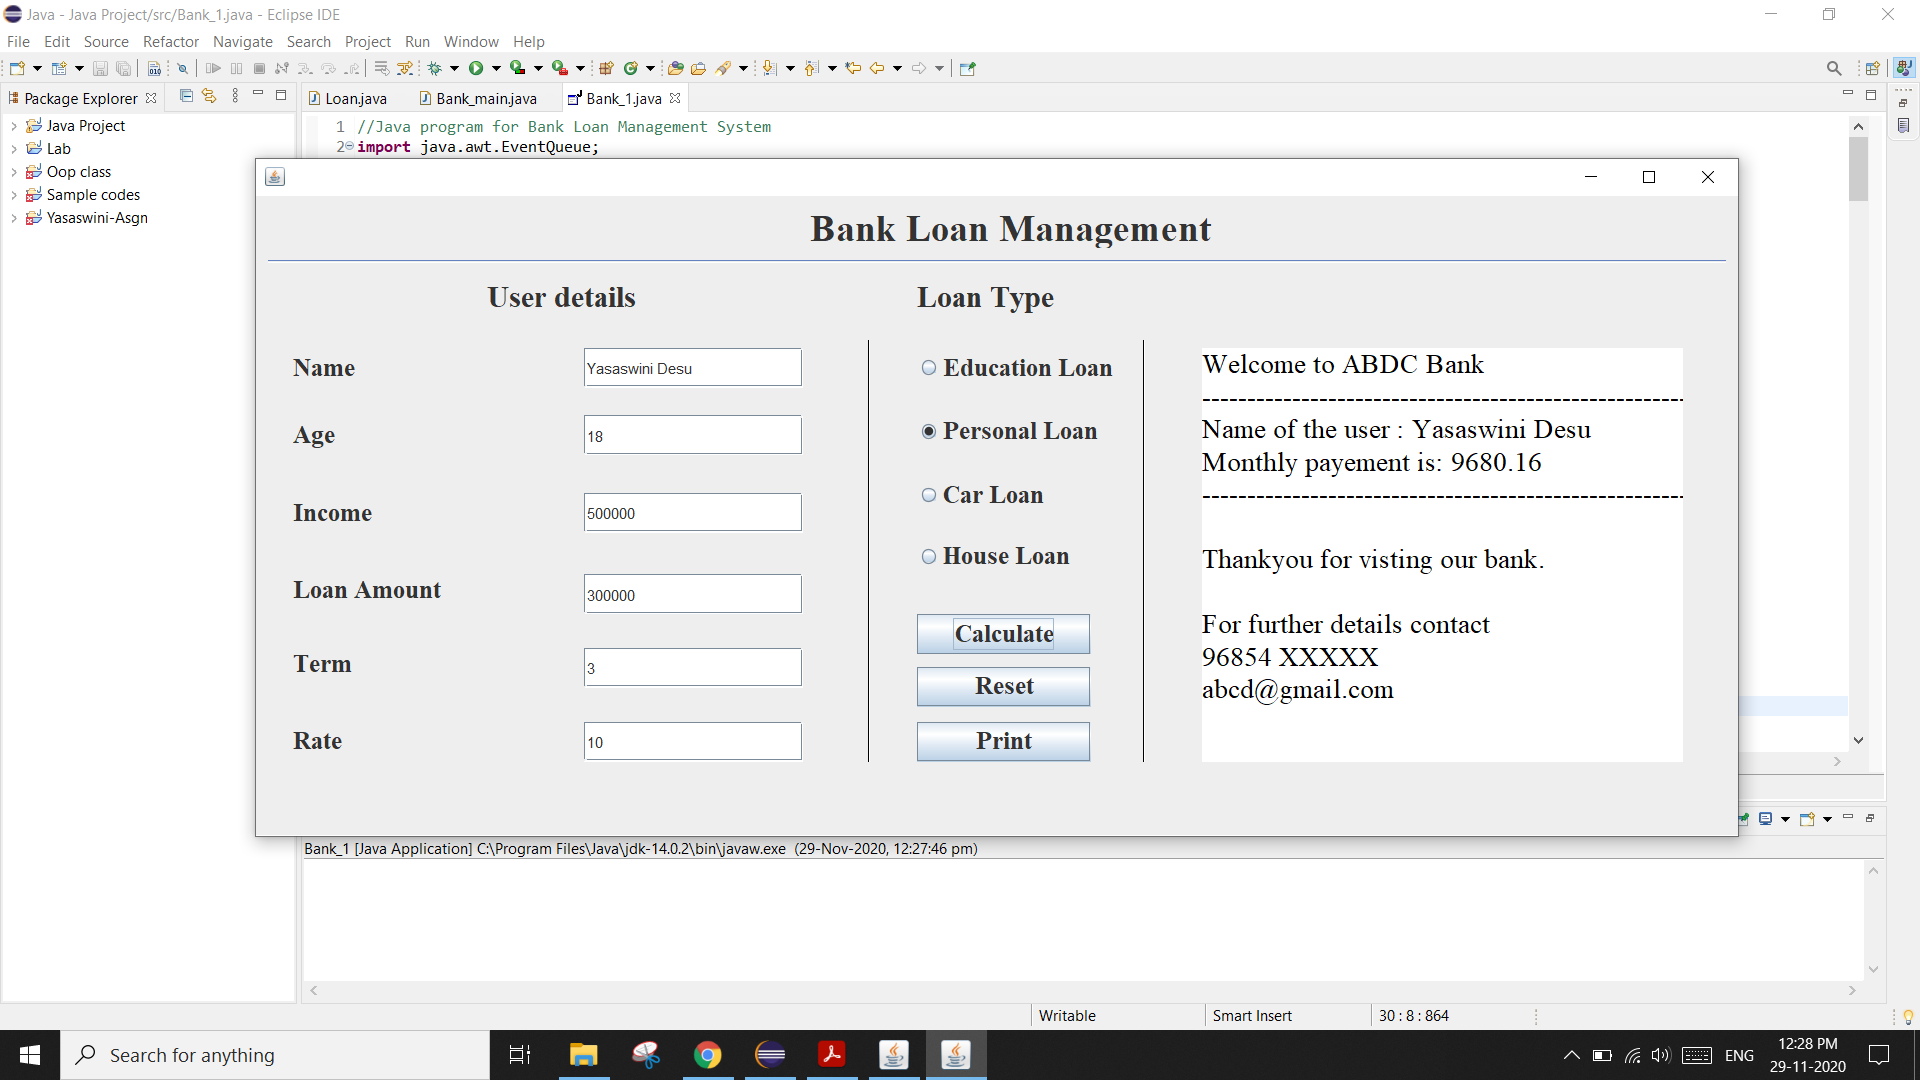 Java - Java Project/src/Bank_1.java - Eclipse IDE
File Edit Source Refactor Navigate Search Project Run Window Help
Package Explorer
Java Project
Lab
Oop class
Sample codes
Yasaswini-Asgn
Loan.java Bank_main.java Bank_1.java
1 //Java program for Bank Loan Management System
2 import java.awt.EventQueue;
Bank Loan Management
User details
Name Yasaswini Desu
Age 18
Income 500000
Loan Amount 300000
Term 3
Rate 10
Loan Type
Education Loan
Personal Loan
Car Loan
House Loan
Calculate
Reset
Print
Welcome to ABDC Bank
------------------------------------------------------
Name of the user : Yasaswini Desu
Monthly payement is: 9680.16
------------------------------------------------------
Thankyou for visting our bank.
For further details contact
96854 XXXXX
abcd@gmail.com
Bank_1 [Java Application] C:\Program Files\Java\jdk-14.0.2\bin\javaw.exe (29-Nov-2020, 12:27:46 pm)
Writable Smart Insert 30 : 8 : 864
Search for anything
ENG
12:28 PM
29-11-2020